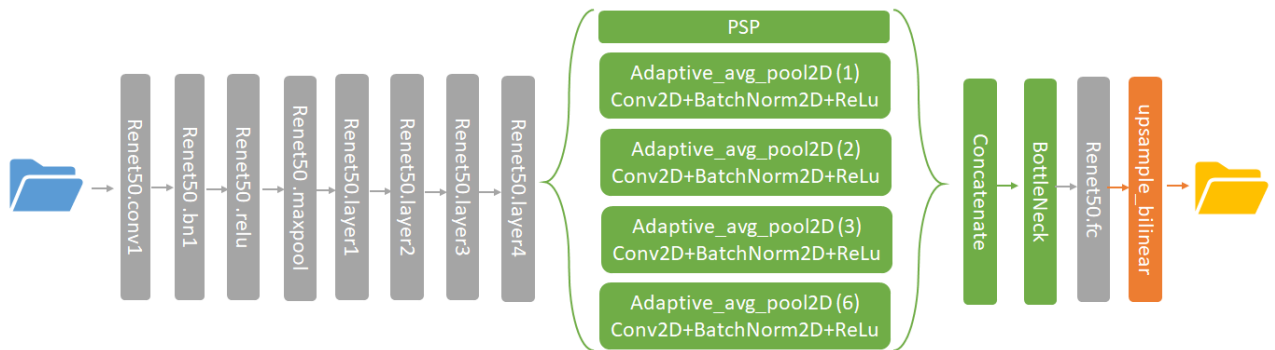 Renet50.conv1
Renet50 .bn1
Renet50 .relu
Renet50 .maxpool
Renet50.layer1
Renet50.layer2
Renet50.layer3
Renet50.layer4
PSP
Adaptive_avg_pool2D (1)
Conv2D+BatchNorm2D+ReLu
Adaptive_avg_pool2D (2)
Conv2D+BatchNorm2D+ReLu
Adaptive_avg_pool2D (3)
Conv2D+BatchNorm2D+ReLu
Adaptive_avg_pool2D (6)
Conv2D+BatchNorm2D+ReLu
Concatenate
BottleNeck
Renet50.fc
upsample_bilinear